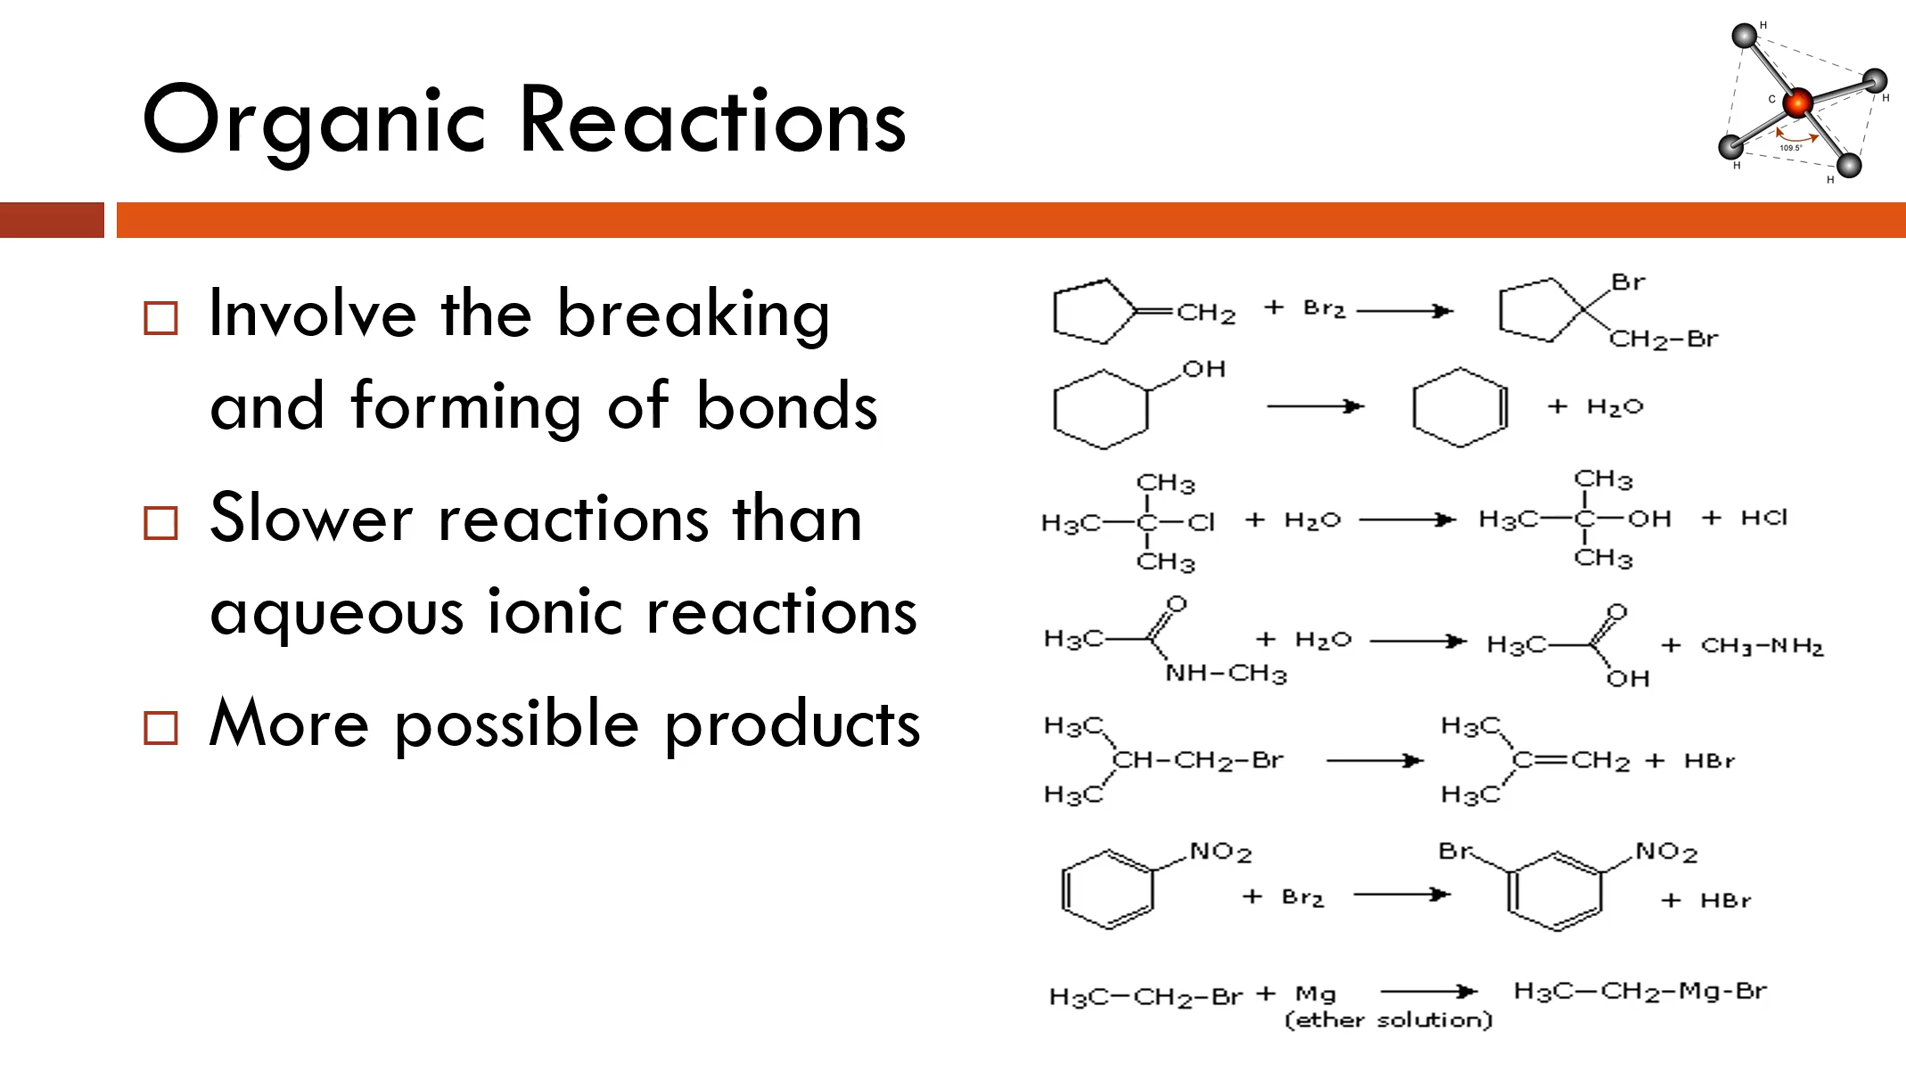 Organic Reactions
H
C
H
109.5°
H
H
Involve the breaking
and forming of bonds
Slower reactions than
aqueous ionic reactions
More possible products
=CH2 + Br2 → Br
CH2-Br
OH
→ + H2O
CH3 CH3
H3C-C-Cl + H2O → H3C-C-OH + HCl
CH3 CH3
O O
H3C + H2O → H3C + CH3-NH2
NH-CH3 OH
H3C H3C
CH-CH2-Br → C=CH2 + HBr
H3C H3C
NO2 Br NO2
+ Br2 → + HBr
H3C-CH2-Br + Mg → H3C-CH2-Mg-Br
(ether solution)